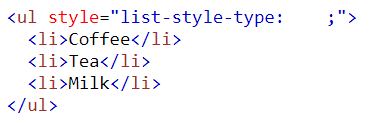 <ul style="list-style-type:    ;">
  <li>Coffee</li>
  <li>Tea</li>
  <li>Milk</li>
</ul>